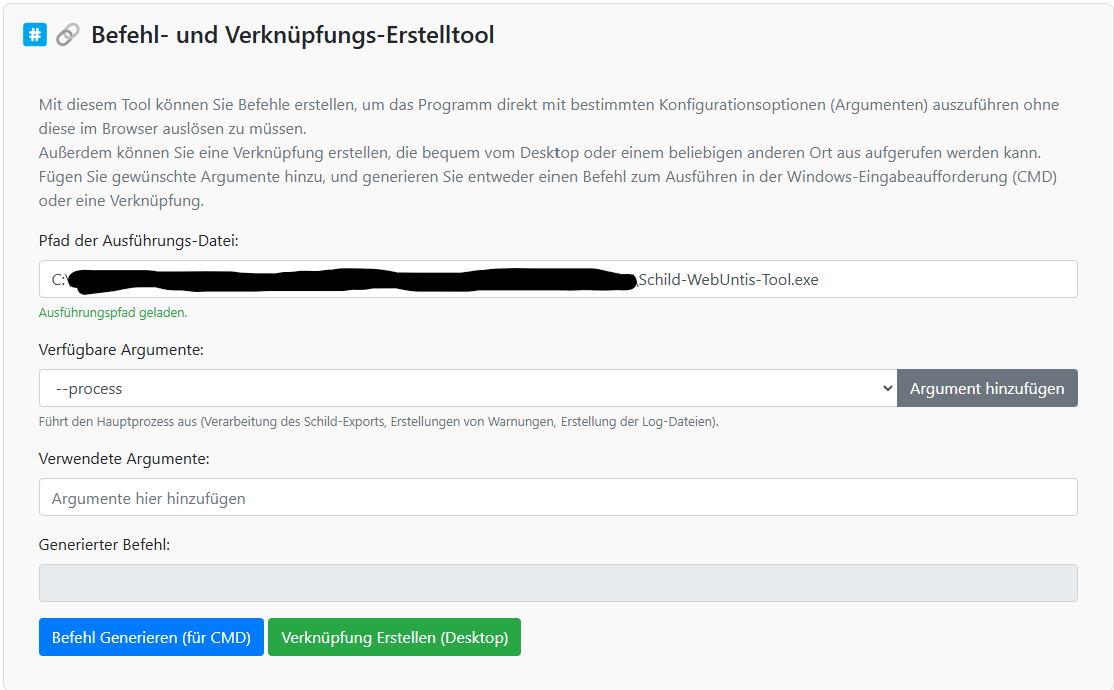 # Befehl- und Verknüpfungs-Erstelltool
Mit diesem Tool können Sie Befehle erstellen, um das Programm direkt mit bestimmten Konfigurationsoptionen (Argumenten) auszuführen ohne
diese im Browser auslösen zu müssen.
Außerdem können Sie eine Verknüpfung erstellen, die bequem vom Desktop oder einem beliebigen anderen Ort aus aufgerufen werden kann.
Fügen Sie gewünschte Argumente hinzu, und generieren Sie entweder einen Befehl zum Ausführen in der Windows-Eingabeaufforderung (CMD)
oder eine Verknüpfung.
Pfad der Ausführungs-Datei:
C:\ \Schild-WebUntis-Tool.exe
Ausführungspfad geladen.
Verfügbare Argumente:
--process Argument hinzufügen
Führt den Hauptprozess aus (Verarbeitung des Schild-Exports, Erstellungen von Warnungen, Erstellung der Log-Dateien).
Verwendete Argumente:
Argumente hier hinzufügen
Generierter Befehl:
Befehl Generieren (für CMD) Verknüpfung Erstellen (Desktop)